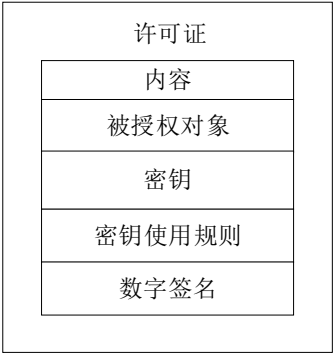 许可证
内容
被授权对象
密钥
密钥使用规则
数字签名